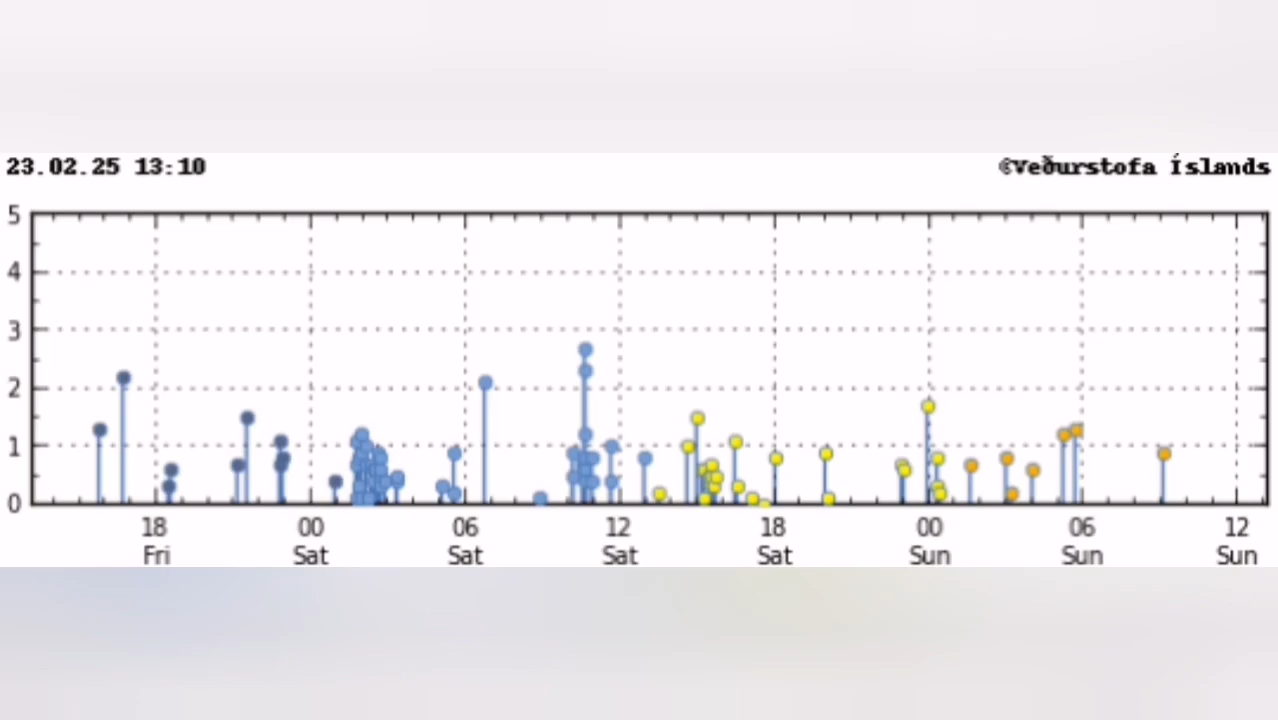 23.02.25 13:10
©Veðurstofa Íslands
5
4
3
2
1
0
18 00 06 12 18 00 06 12
Fri Sat Sat Sat Sat Sun Sun Sun